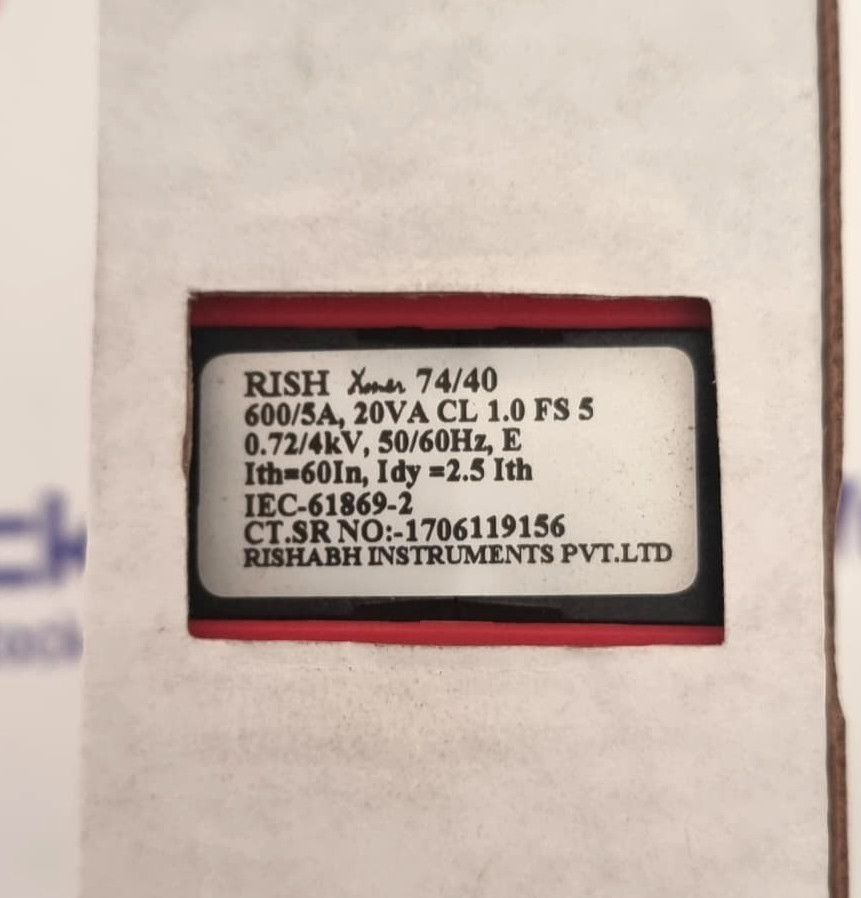 RISH Xmer 74/40
600/5A, 20VA CL 1.0 FS 5
0.72/4kV, 50/60Hz, E
Ith=60In, Idy =2.5 Ith
IEC-61869-2
CT.SR NO:-1706119156
RISHABH INSTRUMENTS PVT.LTD